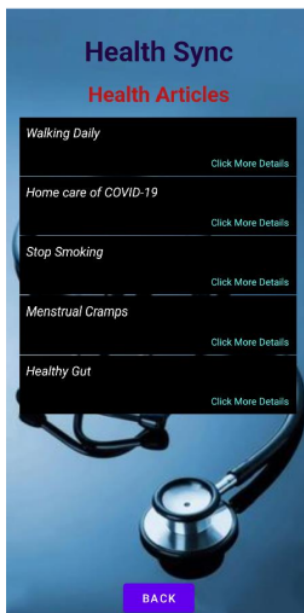 Health Sync
Health Articles
Walking Daily
Click More Details
Home care of COVID-19
Click More Details
Stop Smoking
Click More Details
Menstrual Cramps
Click More Details
Healthy Gut
Click More Details
BACK